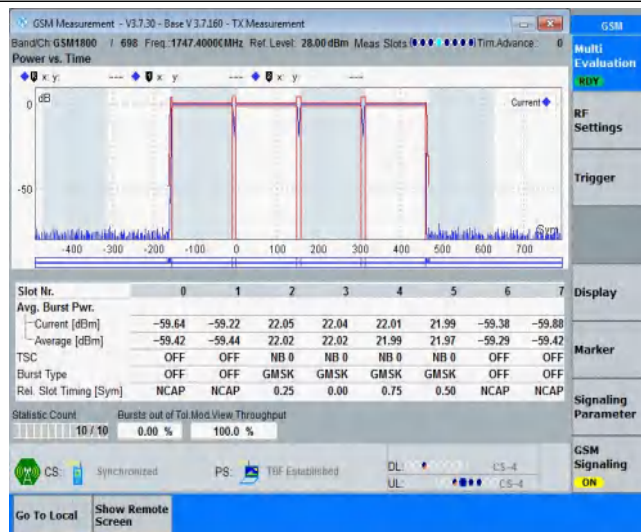 GSM Measurement - V3.7.30 - Base V 3.7.160 - TX Measurement
GSM
Band/Ch: GSM1800 / 698 Freq.:1747.40000MHz Ref. Level: 28.00 dBm Meas Slots: Tim.Advance: 0
Power vs. Time
Multi Evaluation
RDY
x: y: --- x: y: --- x: y: ---
dB
Current
0
-50
-400 -300 -200 -100 0 100 200 300 400 500 600 700
Sym
RF Settings
Trigger
Slot Nr. 0 1 2 3 4 5 6 7
Avg. Burst Pwr.
Current [dBm] -59.64 -59.22 22.05 22.04 22.01 21.99 -59.38 -59.88
Average [dBm] -59.42 -59.44 22.02 22.02 21.99 21.97 -59.29 -59.42
TSC OFF OFF NB 0 NB 0 NB 0 NB 0 OFF OFF
Burst Type OFF OFF GMSK GMSK GMSK GMSK OFF OFF
Rel. Slot Timing [Sym] NCAP NCAP 0.25 0.00 0.75 0.50 NCAP NCAP
Display
Marker
Signaling Parameter
Statistic Count Bursts out of Tol. Mod.View Throughput
10 / 10 0.00 % 100.0 %
CS: Synchronized PS: TBF Established DL: CS-4
UL: CS-4
GSM Signaling
ON
Go To Local
Show Remote Screen